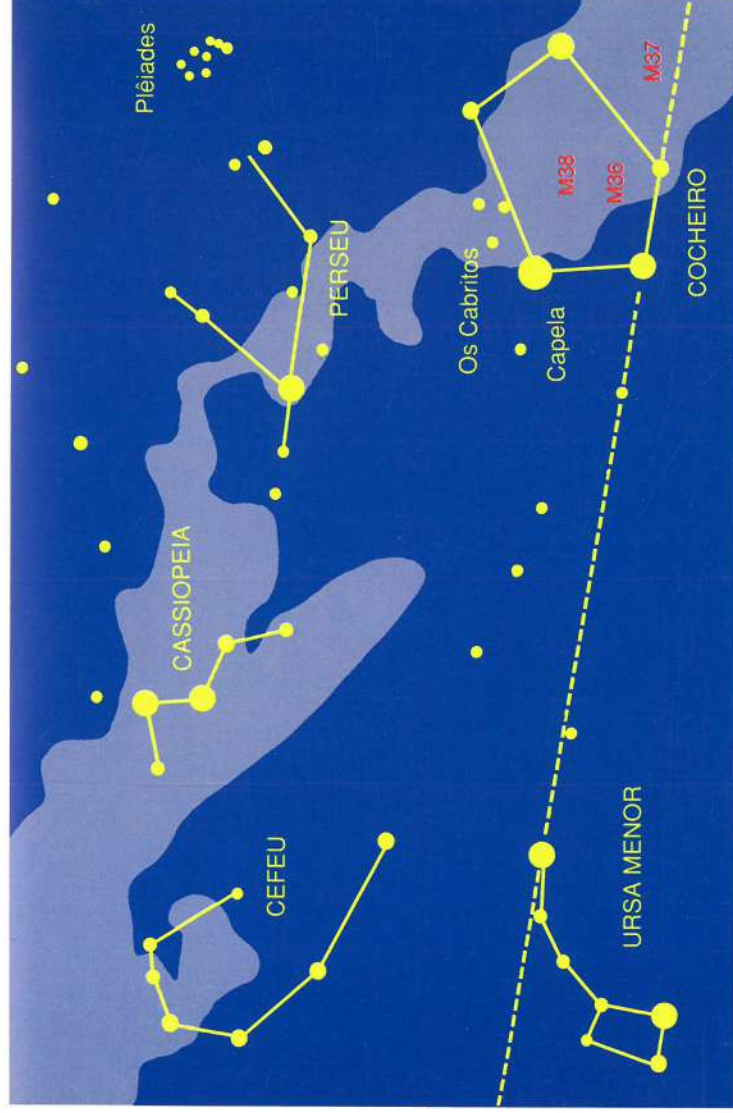 Plêiades
PERSEU
CASSIOPEIA
CEFEU
Os Cabritos
Capela
M38
M36
M37
COCHEIRO
URSA MENOR